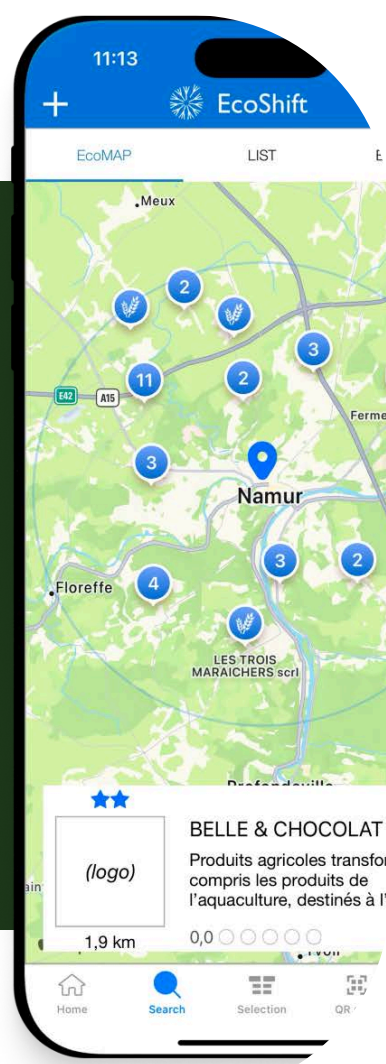 11:13
+ EcoShift
EcoMAP LIST E
Meux
2
3
11
2
E42 A15
Ferme
3
Namur
3
2
4
Floreffe
LES TROIS
MARAICHERS scrl
Profondeville
BELLE & CHOCOLAT
(logo)
Produits agricoles transfor
compris les produits de
l'aquaculture, destinés à l'
1,9 km
0,0
Yvoir
Home Search Selection QR